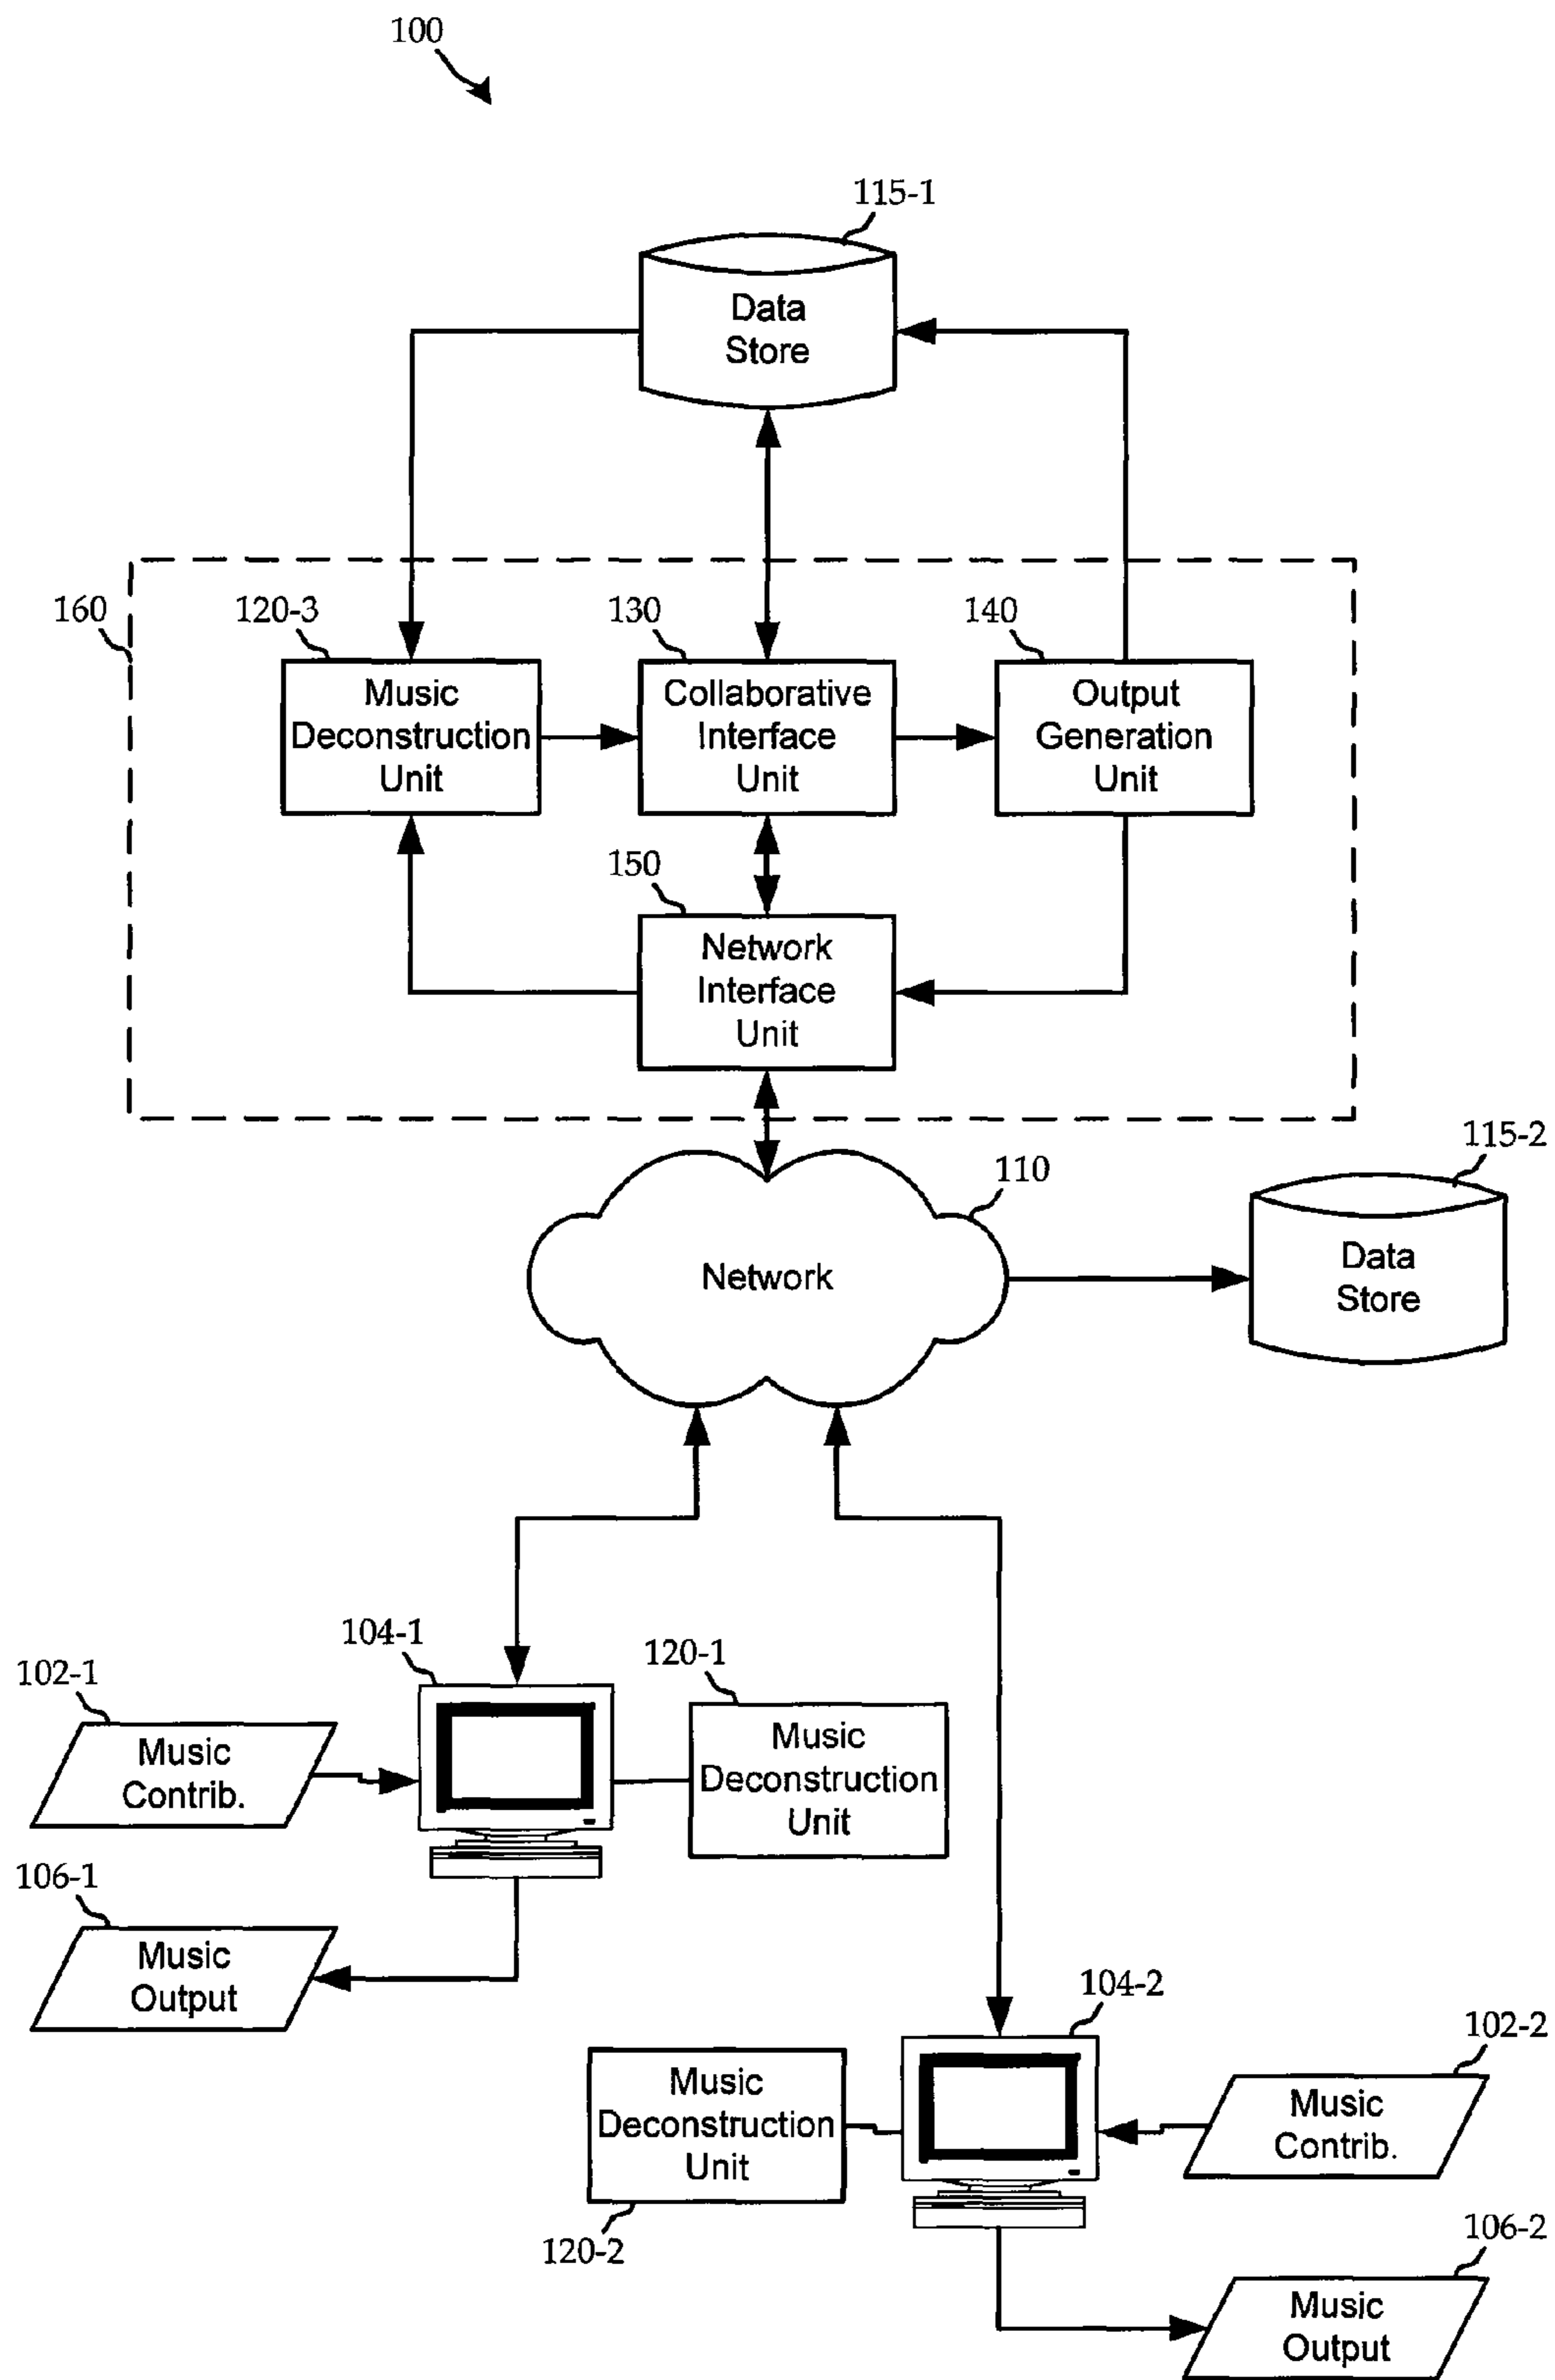 100
115-1
Data
Store
160
120-3
130
140
Music
Deconstruction
Unit
Collaborative
Interface
Unit
Output
Generation
Unit
150
Network
Interface
Unit
110
Network
115-2
Data
Store
104-1
102-1
Music
Contrib.
120-1
Music
Deconstruction
Unit
106-1
Music
Output
104-2
Music
Deconstruction
Unit
120-2
102-2
Music
Contrib.
106-2
Music
Output